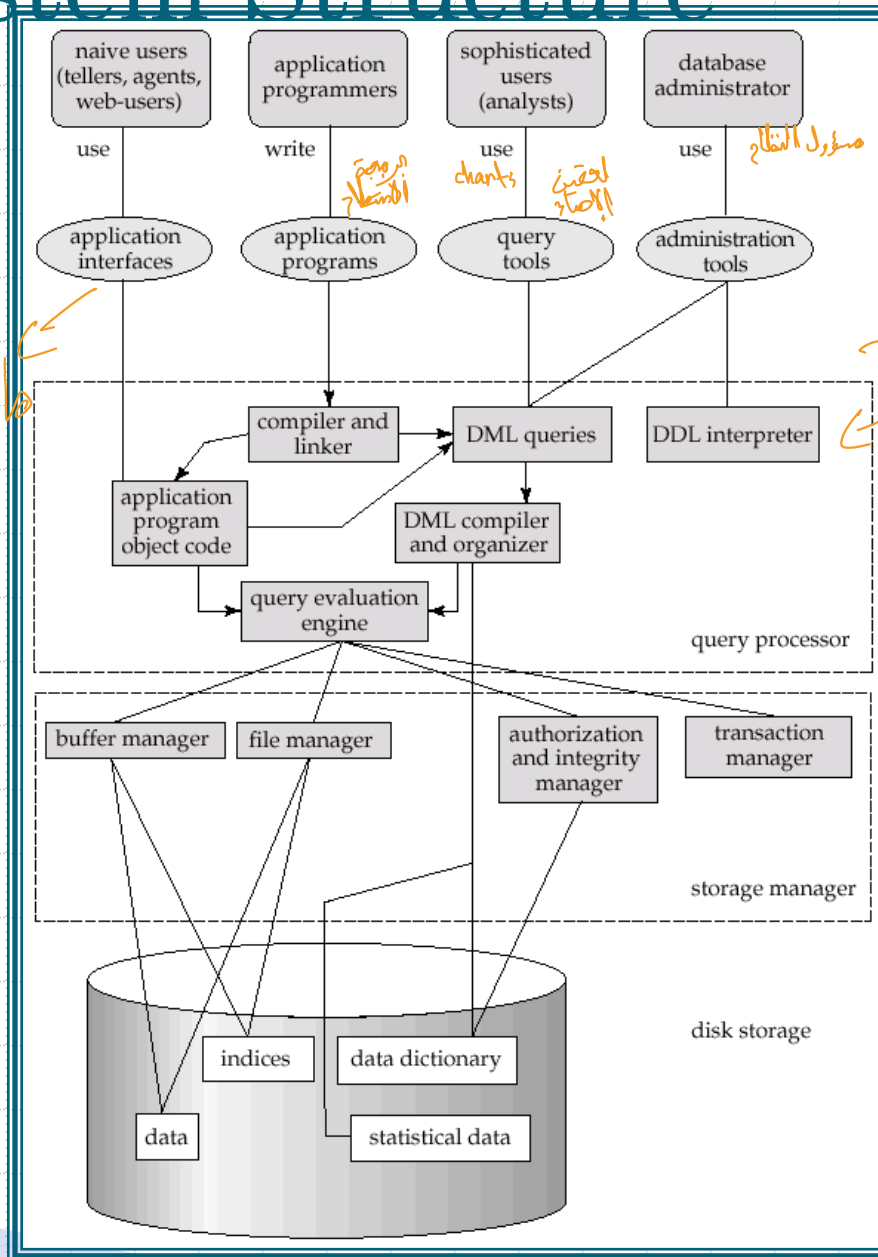 stem Structure
naive users
(tellers, agents,
web-users)
application
programmers
sophisticated
users
(analysts)
database
administrator
use
write
use
use
مسؤول النظام
charts
application
interfaces
application
programs
query
tools
administration
tools
compiler and
linker
DML queries
DDL interpreter
application
program
object code
DML compiler
and organizer
query evaluation
engine
query processor
buffer manager
file manager
authorization
and integrity
manager
transaction
manager
storage manager
disk storage
indices
data dictionary
data
statistical data